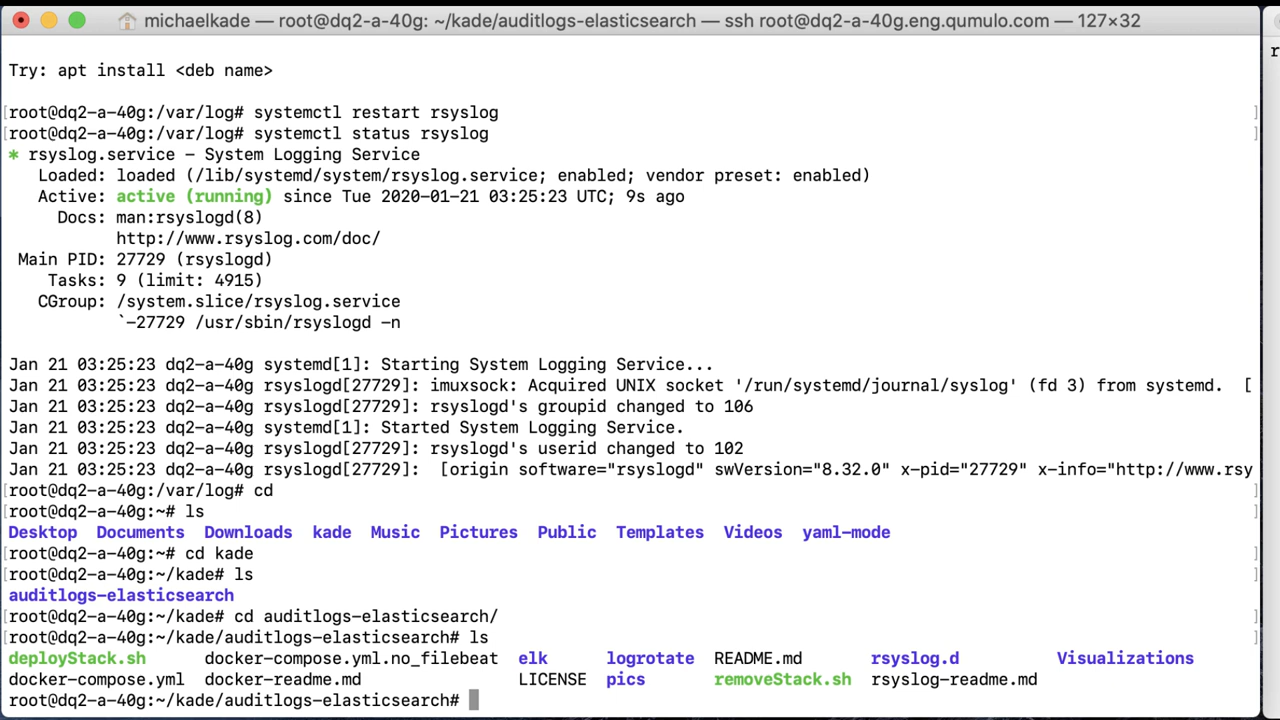 michaelkade — root@dq2-a-40g: ~/kade/auditlogs-elasticsearch — ssh root@dq2-a-40g.eng.qumulo.com — 127×32
Try: apt install <deb name>
[root@dq2-a-40g:/var/log# systemctl restart rsyslog ]
[root@dq2-a-40g:/var/log# systemctl status rsyslog ]
* rsyslog.service - System Logging Service
Loaded: loaded (/lib/systemd/system/rsyslog.service; enabled; vendor preset: enabled)
Active: active (running) since Tue 2020-01-21 03:25:23 UTC; 9s ago
Docs: man:rsyslogd(8)
http://www.rsyslog.com/doc/
Main PID: 27729 (rsyslogd)
Tasks: 9 (limit: 4915)
CGroup: /system.slice/rsyslog.service
`-27729 /usr/sbin/rsyslogd -n
Jan 21 03:25:23 dq2-a-40g systemd[1]: Starting System Logging Service...
Jan 21 03:25:23 dq2-a-40g rsyslogd[27729]: imuxsock: Acquired UNIX socket '/run/systemd/journal/syslog' (fd 3) from systemd.  [
Jan 21 03:25:23 dq2-a-40g rsyslogd[27729]: rsyslogd's groupid changed to 106
Jan 21 03:25:23 dq2-a-40g systemd[1]: Started System Logging Service.
Jan 21 03:25:23 dq2-a-40g rsyslogd[27729]: rsyslogd's userid changed to 102
Jan 21 03:25:23 dq2-a-40g rsyslogd[27729]:  [origin software="rsyslogd" swVersion="8.32.0" x-pid="27729" x-info="http://www.rsy
[root@dq2-a-40g:/var/log# cd ]
[root@dq2-a-40g:~# ls ]
Desktop  Documents  Downloads  kade  Music  Pictures  Public  Templates  Videos  yaml-mode
[root@dq2-a-40g:~# cd kade ]
[root@dq2-a-40g:~/kade# ls ]
auditlogs-elasticsearch
[root@dq2-a-40g:~/kade# cd auditlogs-elasticsearch/ ]
[root@dq2-a-40g:~/kade/auditlogs-elasticsearch# ls ]
deployStack.sh  docker-compose.yml.no_filebeat  elk  logrotate  README.md  rsyslog.d  Visualizations
docker-compose.yml  docker-readme.md  LICENSE  pics  removeStack.sh  rsyslog-readme.md
root@dq2-a-40g:~/kade/auditlogs-elasticsearch#